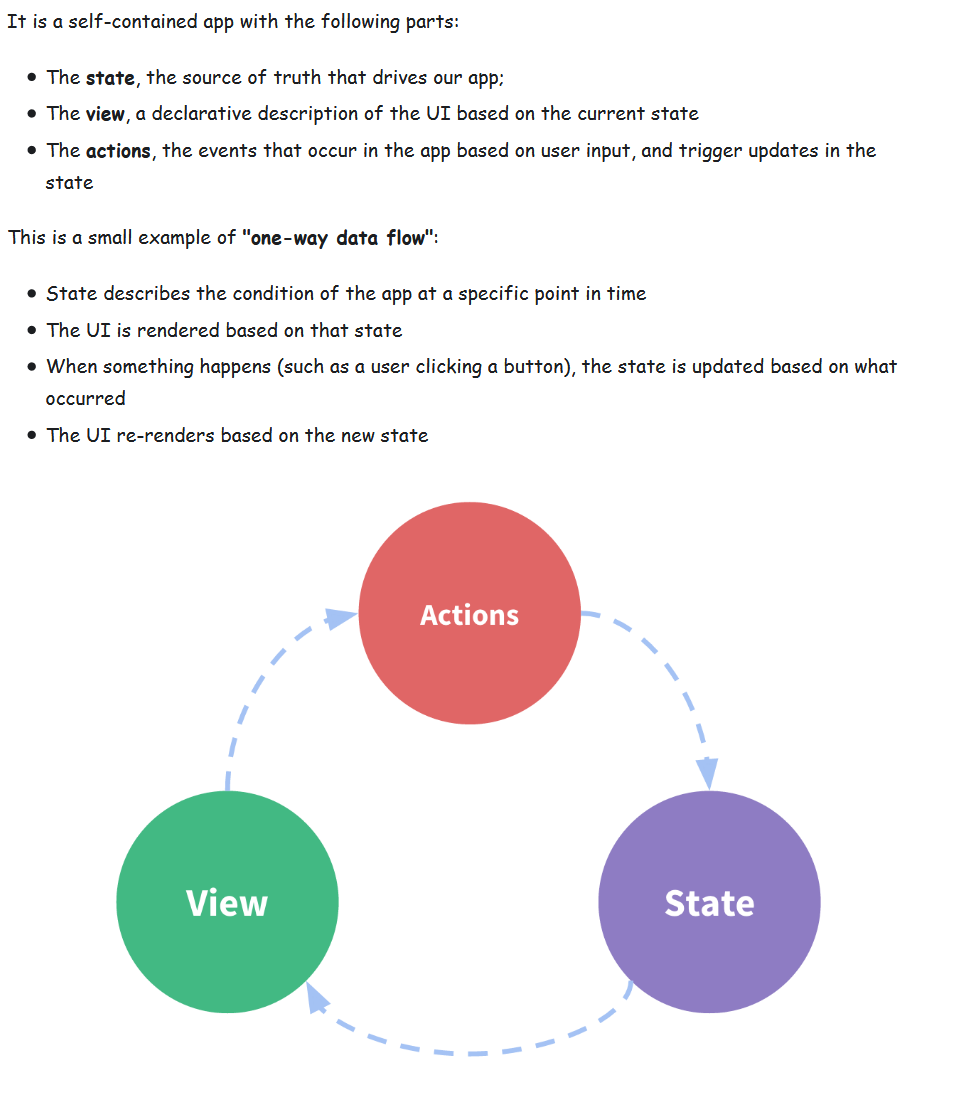 It is a self-contained app with the following parts:
• The state, the source of truth that drives our app;
• The view, a declarative description of the UI based on the current state
• The actions, the events that occur in the app based on user input, and trigger updates in the
state
This is a small example of "one-way data flow":
• State describes the condition of the app at a specific point in time
• The UI is rendered based on that state
• When something happens (such as a user clicking a button), the state is updated based on what
occurred
• The UI re-renders based on the new state
Actions
View
State